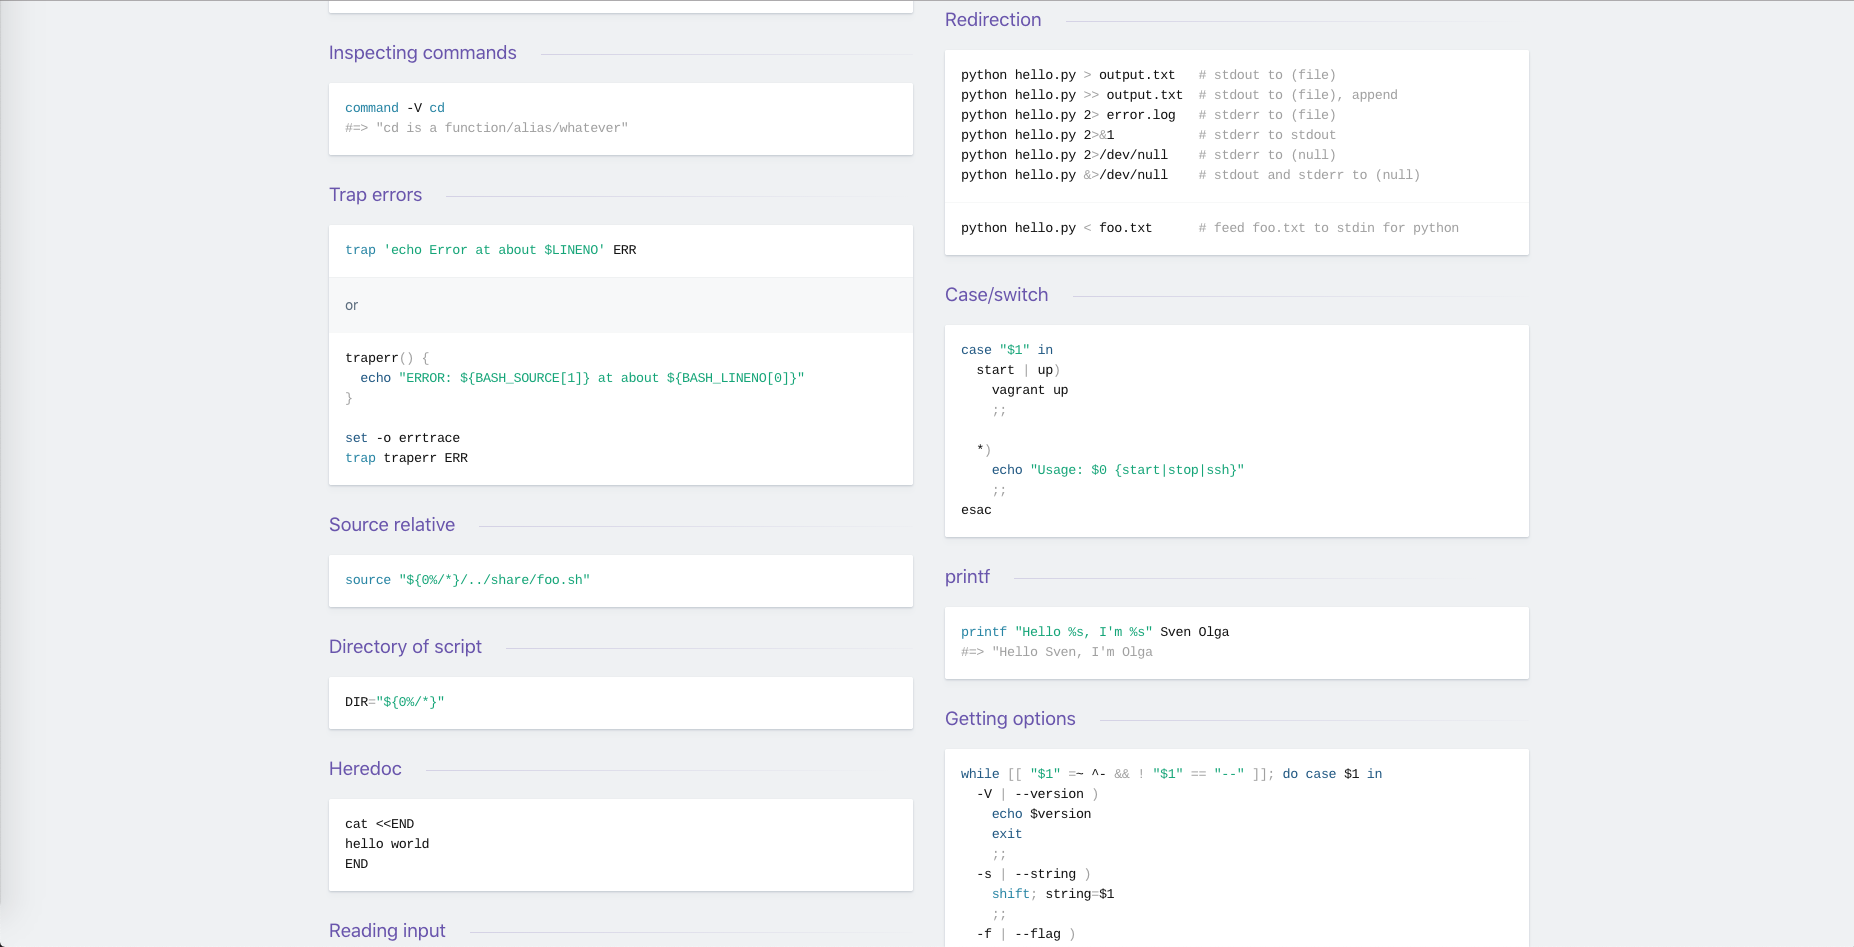 Inspecting commands
command -V cd
#=> "cd is a function/alias/whatever"
Trap errors
trap 'echo Error at about $LINENO' ERR
or
traperr() {
  echo "ERROR: ${BASH_SOURCE[1]} at about ${BASH_LINENO[0]}"
}
set -o errtrace
trap traperr ERR
Source relative
source "${0%/*}/../share/foo.sh"
Directory of script
DIR="${0%/*}"
Heredoc
cat <<END
hello world
END
Reading input
Redirection
python hello.py > output.txt   # stdout to (file)
python hello.py >> output.txt  # stdout to (file), append
python hello.py 2> error.log   # stderr to (file)
python hello.py 2>&1           # stderr to stdout
python hello.py 2>/dev/null    # stderr to (null)
python hello.py &>/dev/null    # stdout and stderr to (null)
python hello.py < foo.txt      # feed foo.txt to stdin for python
Case/switch
case "$1" in
  start | up)
    vagrant up
    ;;
  *)
    echo "Usage: $0 {start|stop|ssh}"
    ;;
esac
printf
printf "Hello %s, I'm %s" Sven Olga
#=> "Hello Sven, I'm Olga
Getting options
while [[ "$1" =~ ^- && ! "$1" == "--" ]]; do case $1 in
  -V | --version )
    echo $version
    exit
    ;;
  -s | --string )
    shift; string=$1
    ;;
  -f | --flag )